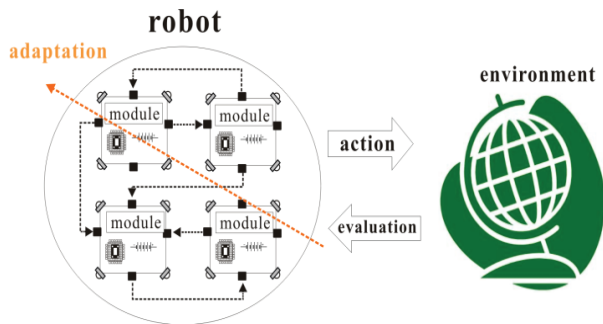 robot
adaptation
environment
module
module
action
module
module
evaluation